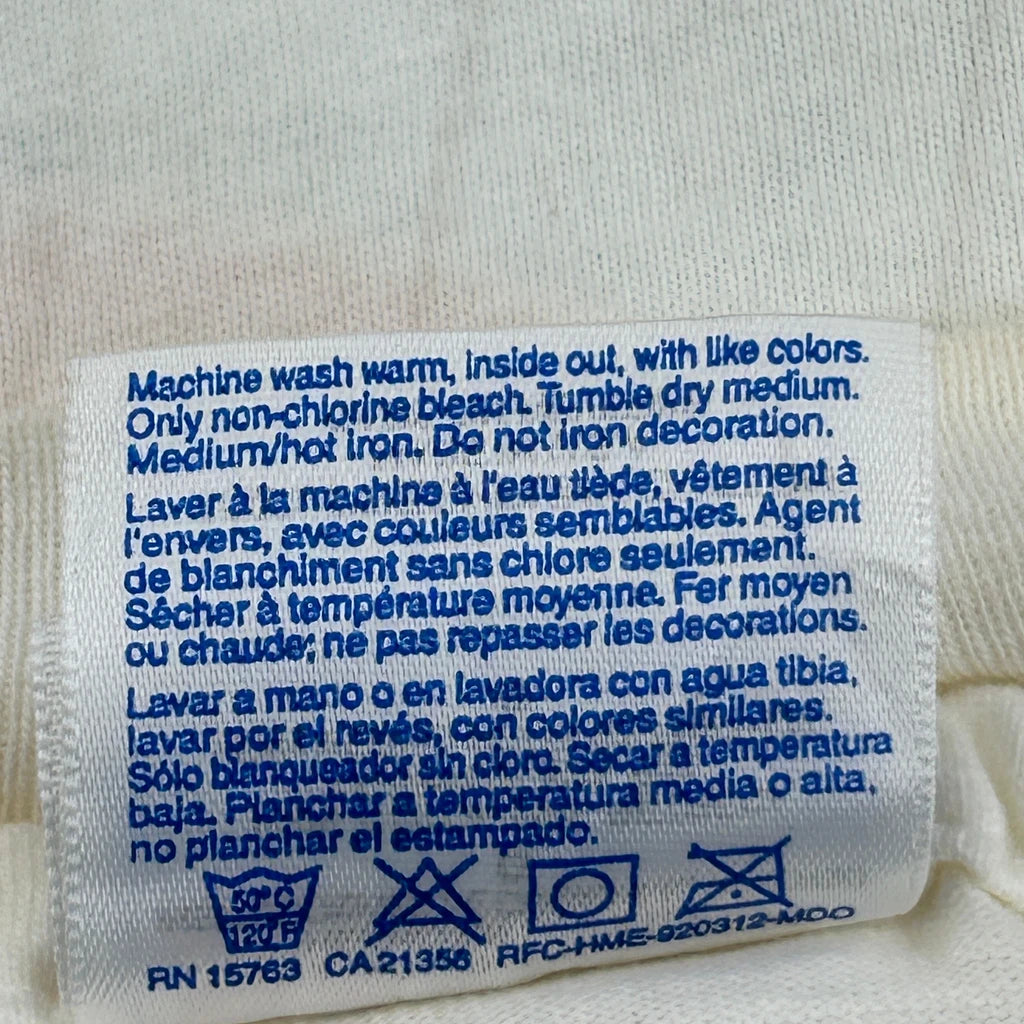 Machine wash warm, inside out, with like colors.
Only non-chlorine bleach. Tumble dry medium.
Medium/hot iron. Do not iron decoration.
Laver à la machine à l'eau tiède, vêtement à
l'envers, avec couleurs semblables. Agent
de blanchiment sans chlore seulement.
Sécher à température moyenne. Fer moyen
ou chaude; ne pas repasser les decorations.
Lavar a mano o en lavadora con agua tibia,
lavar por el revés, con colores similares.
Sólo blanqueador sin cloro. Secar a temperatura
baja. Planchar a temperatura media o alta,
no planchar el estampado.
50° C
120 F
RN 15763 CA 21356 RFC-HME-920312-MDO